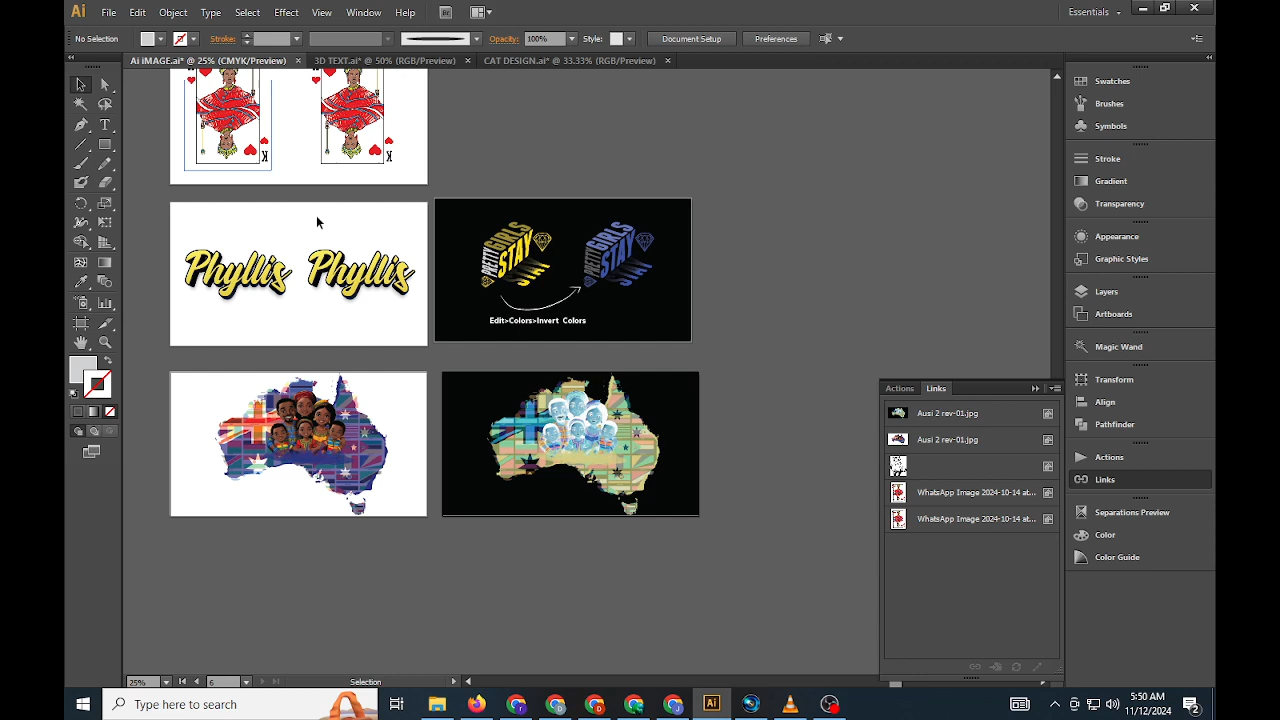 Ai File Edit Object Type Select Effect View Window Help Br Essentials
No Selection Stroke: Opacity: 100% Style: Document Setup Preferences
Ai iMAGE.ai* @ 25% (CMYK/Preview) × 3D TEXT.ai* @ 50% (RGB/Preview) × CAT DESIGN.ai* @ 33.33% (RGB/Preview) ×
Swatches
Brushes
Symbols
K K
Stroke
Gradient
Transparency
Appearance
Graphic Styles
Phyllis Phyllis
PRETTY GIRLS STAY PRETTY GIRLS STAY
Edit>Colors>Invert Colors
Layers
Artboards
Magic Wand
Transform
Align
Pathfinder
Actions
Links
Separations Preview
Color
Color Guide
Actions Links
Ausi 2 rev-01.jpg
Ausi 2 rev-01.jpg
WhatsApp Image 2024-10-14 at...
WhatsApp Image 2024-10-14 at...
25% 6 Selection
Type here to search
Ai
5:50 AM
11/12/2024
2